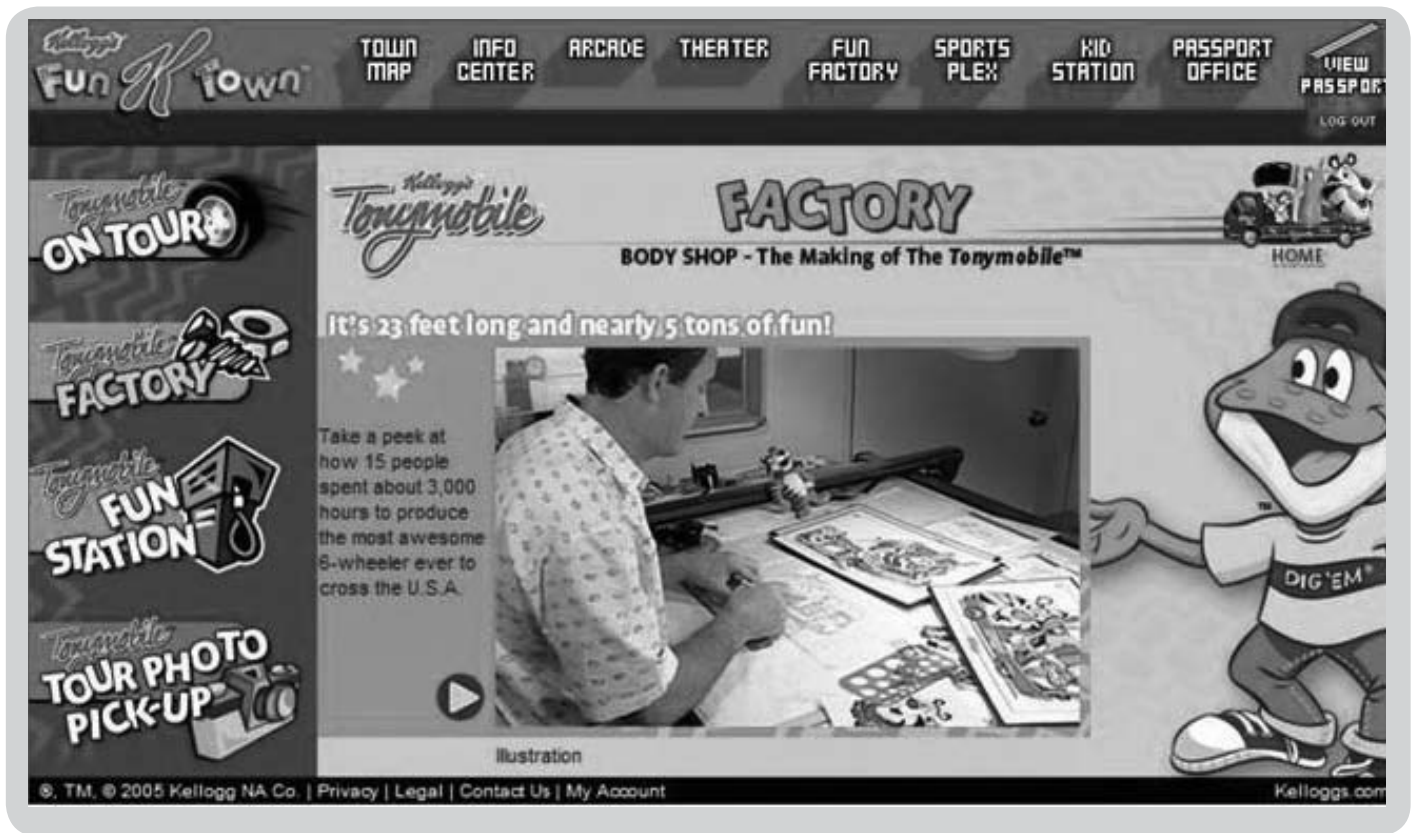 Kellogg's
Fun K Town™
TOWN MAP
INFO CENTER
ARCADE
THEATER
FUN FACTORY
SPORTS PLEX
KID STATION
PASSPORT OFFICE
VIEW PASSPOR
LOG OUT
Tonymobile
ON TOUR
Tonymobile
FACTORY
Tonymobile
FUN
STATION
Tonymobile
TOUR PHOTO
PICK-UP
Kellogg's
Tonymobile
FACTORY
BODY SHOP - The Making of The Tonymobile™
HOME
It's 23 feet long and nearly 5 tons of fun!
Take a peek at
how 15 people
spent about 3,000
hours to produce
the most awesome
6-wheeler ever to
cross the U.S.A.
Illustration
TM
DIG'EM®
®, TM, © 2005 Kellogg NA Co. | Privacy | Legal | Contact Us | My Account
Kelloggs.com